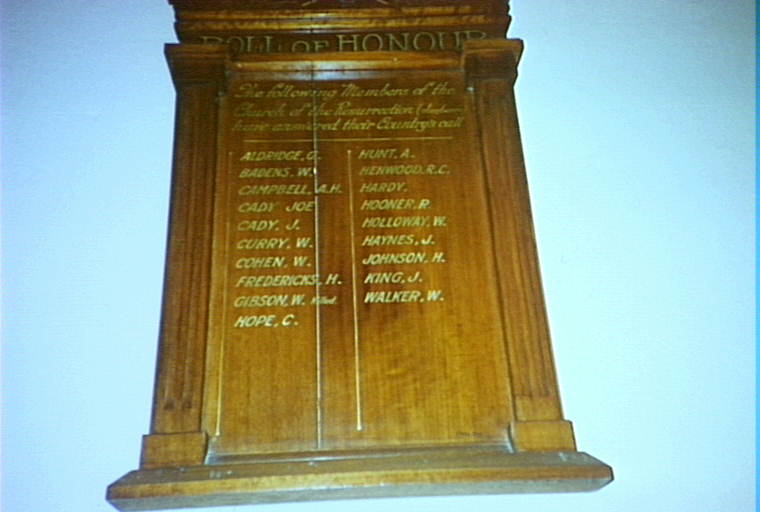 ROLL OF HONOUR
The following Members of the
Church of the Resurrection
have answered their Country's call
ALDRIDGE, G.
BADENS, W.
CAMPBELL, A.H.
CADY JOE
CADY, J.
CURRY, W.
COHEN, W.
FREDERICKS, H.
GIBSON, W. Killed.
HOPE, C.
HUNT, A.
HENWOOD, R.C.
HARDY.
HOONER, R.
HOLLOWAY, W.
HAYNES, J.
JOHNSON, H.
KING, J.
WALKER, W.